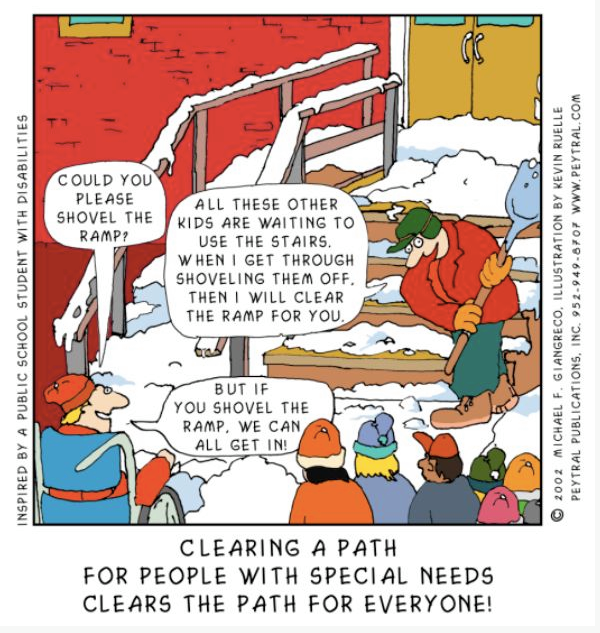 COULD YOU
PLEASE
SHOVEL THE
RAMP?
ALL THESE OTHER
KIDS ARE WAITING TO
USE THE STAIRS.
WHEN I GET THROUGH
SHOVELING THEM OFF,
THEN I WILL CLEAR
THE RAMP FOR YOU.
BUT IF
YOU SHOVEL THE
RAMP, WE CAN
ALL GET IN!
INSPIRED BY A PUBLIC SCHOOL STUDENT WITH DISABILITIES
© 2002 MICHAEL F. GIANGRECO, ILLUSTRATION BY KEVIN RUELLE
PEYTRAL PUBLICATIONS, INC. 952-949-8707 WWW.PEYTRAL.COM
CLEARING A PATH
FOR PEOPLE WITH SPECIAL NEEDS
CLEARS THE PATH FOR EVERYONE!